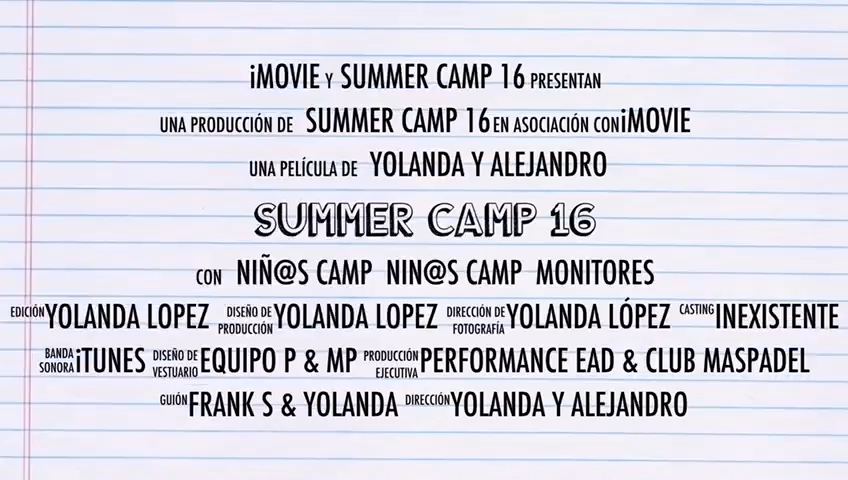 iMOVIE Y SUMMER CAMP 16 PRESENTAN
UNA PRODUCCIÓN DE SUMMER CAMP 16 EN ASOCIACIÓN CON iMOVIE
UNA PELÍCULA DE YOLANDA Y ALEJANDRO
SUMMER CAMP 16
CON NIÑ@S CAMP NIN@S CAMP MONITORES
EDICIÓN YOLANDA LOPEZ DISEÑO DE PRODUCCIÓN YOLANDA LOPEZ DIRECCIÓN DE FOTOGRAFÍA YOLANDA LÓPEZ CASTING INEXISTENTE
BANDA SONORA iTUNES DISEÑO DE VESTUARIO EQUIPO P & MP PRODUCCIÓN EJECUTIVA PERFORMANCE EAD & CLUB MASPADEL
GUIÓN FRANK S & YOLANDA DIRECCIÓN YOLANDA Y ALEJANDRO